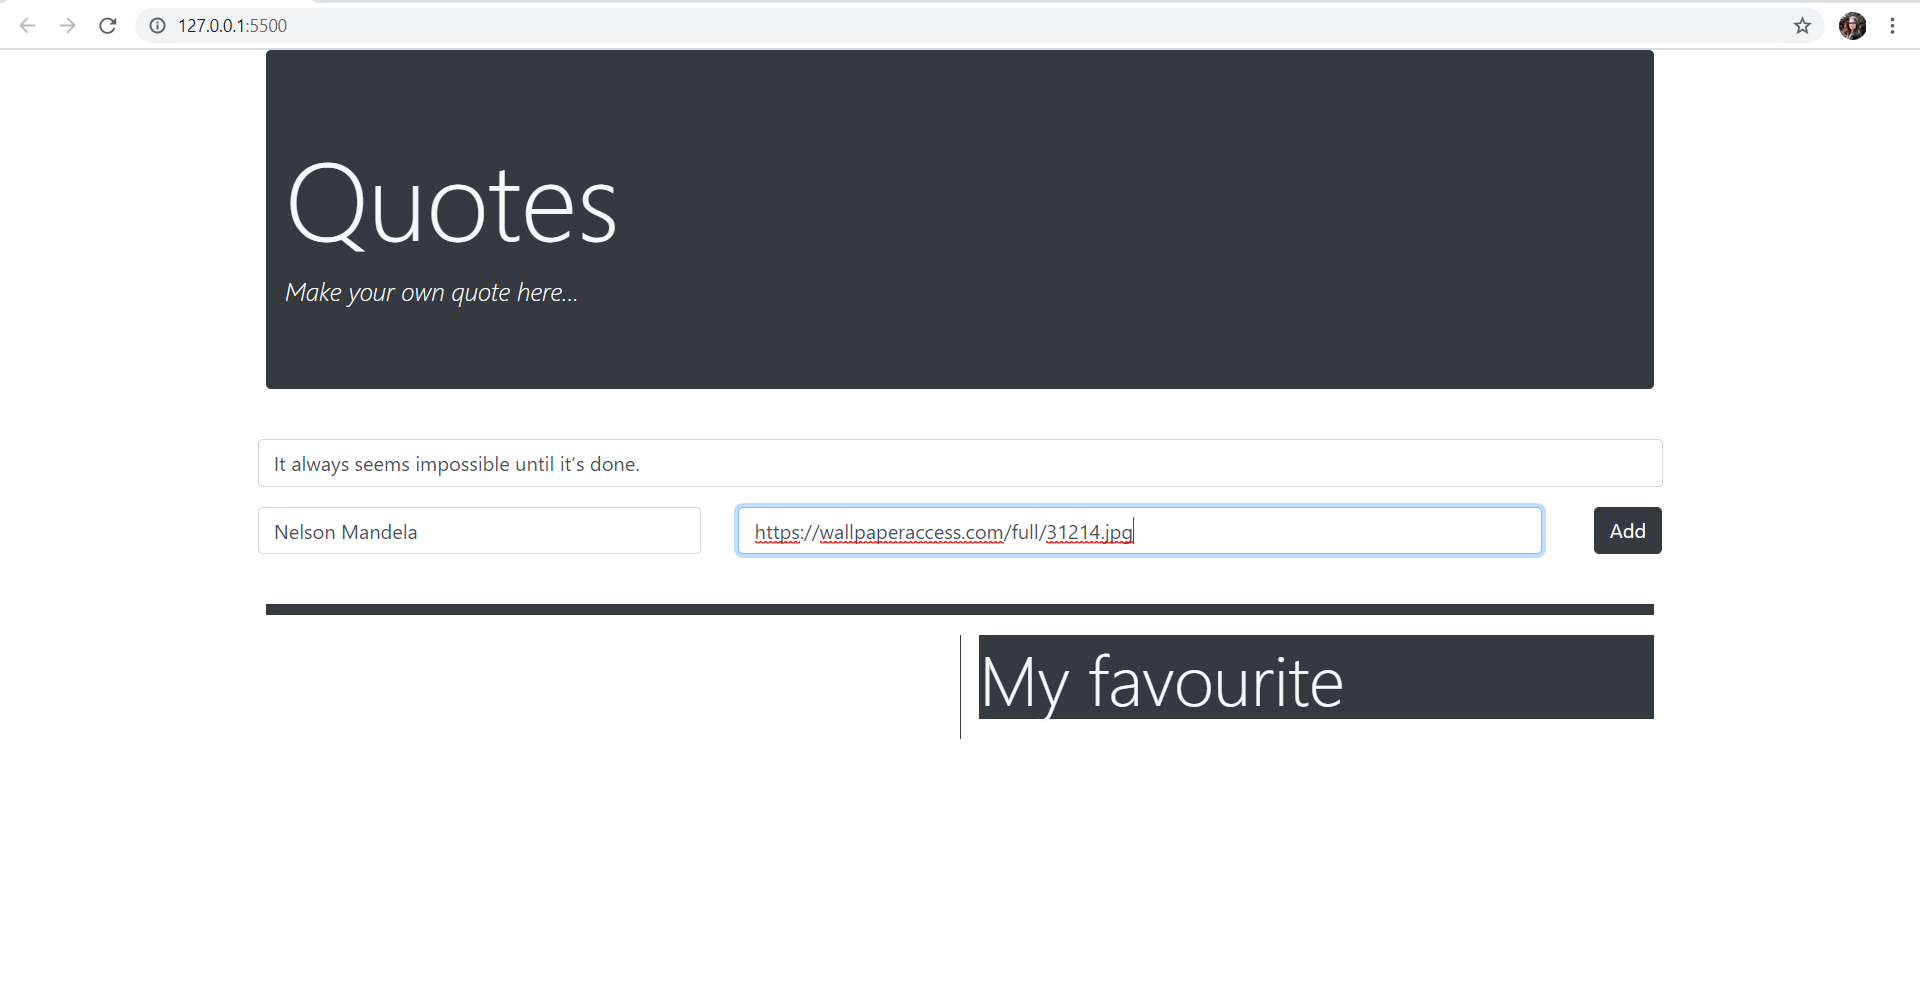 127.0.0.1:5500
Quotes
Make your own quote here...
It always seems impossible until it’s done.
Nelson Mandela https://wallpaperaccess.com/full/31214.jpg Add
My favourite